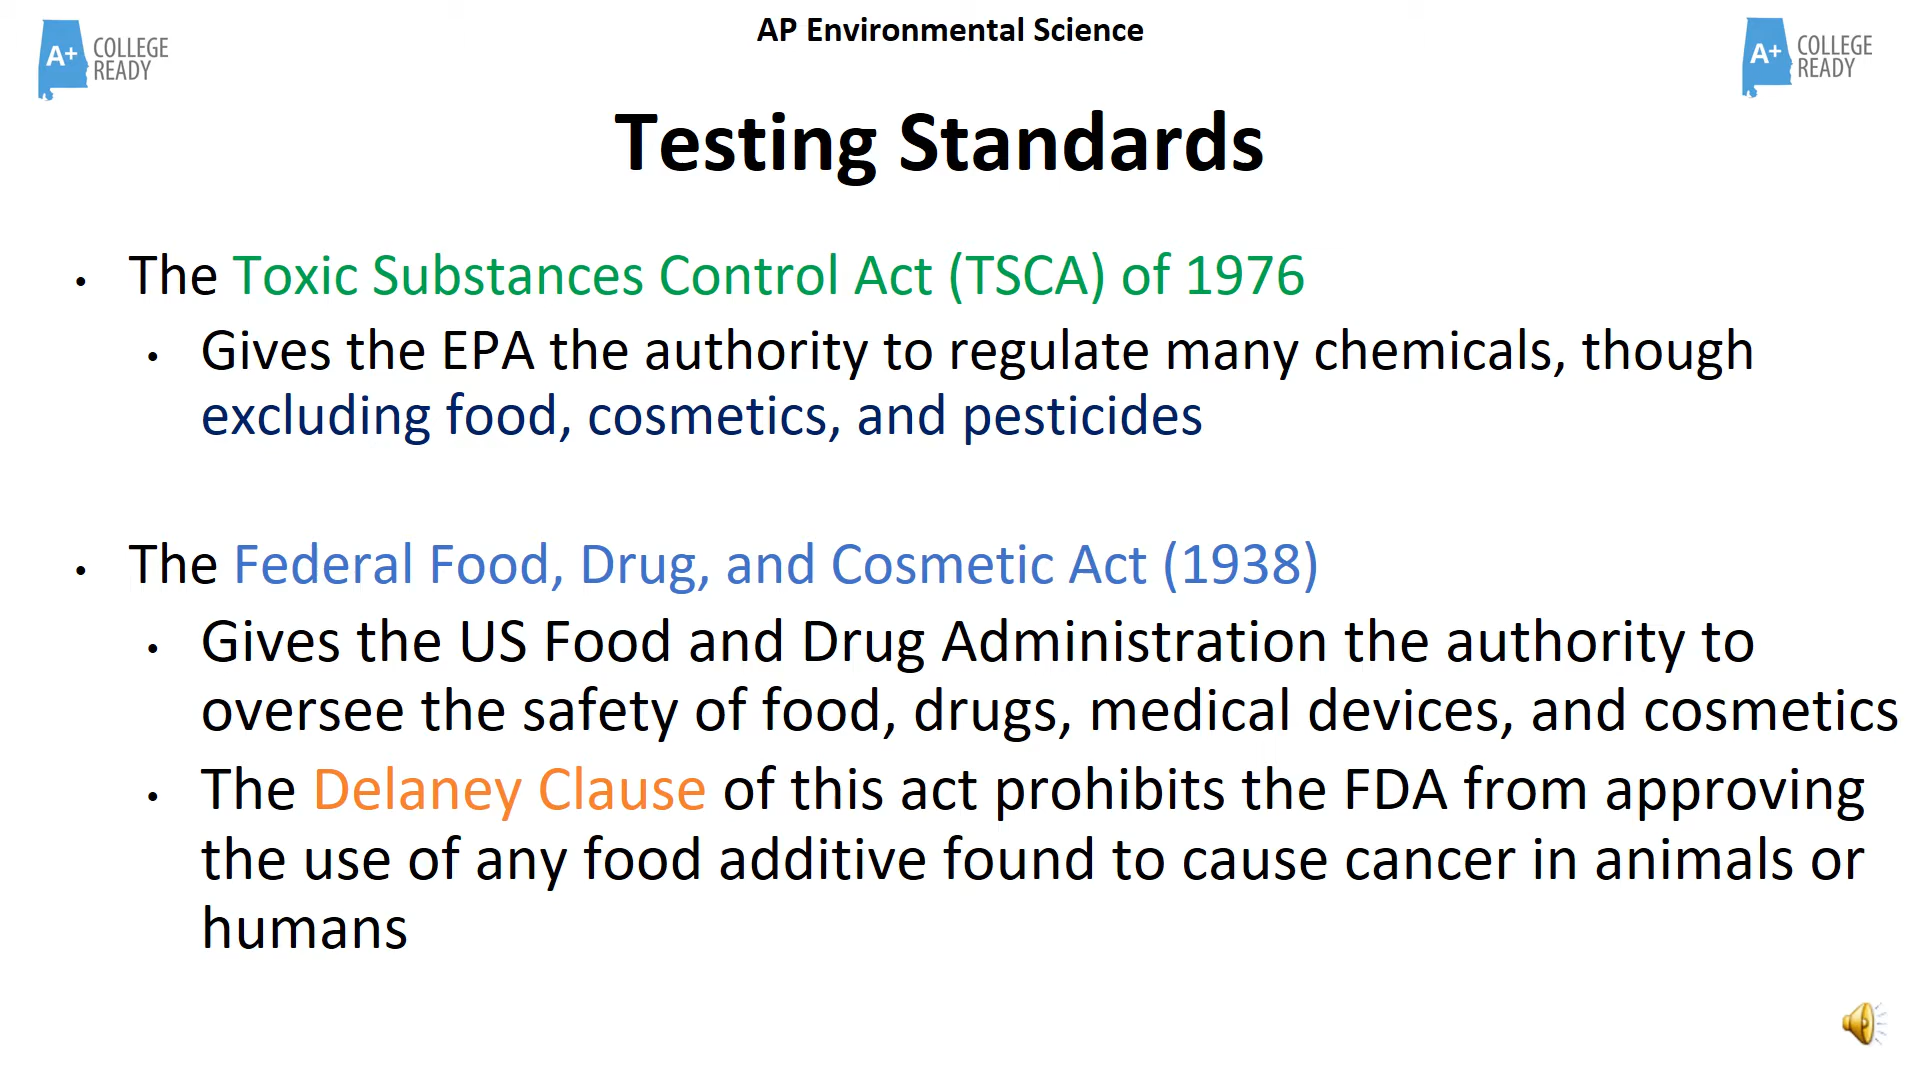 AP Environmental Science
A+ COLLEGE
READY
A+ COLLEGE
READY
Testing Standards
• The Toxic Substances Control Act (TSCA) of 1976
• Gives the EPA the authority to regulate many chemicals, though
excluding food, cosmetics, and pesticides
• The Federal Food, Drug, and Cosmetic Act (1938)
• Gives the US Food and Drug Administration the authority to
oversee the safety of food, drugs, medical devices, and cosmetics
• The Delaney Clause of this act prohibits the FDA from approving
the use of any food additive found to cause cancer in animals or
humans